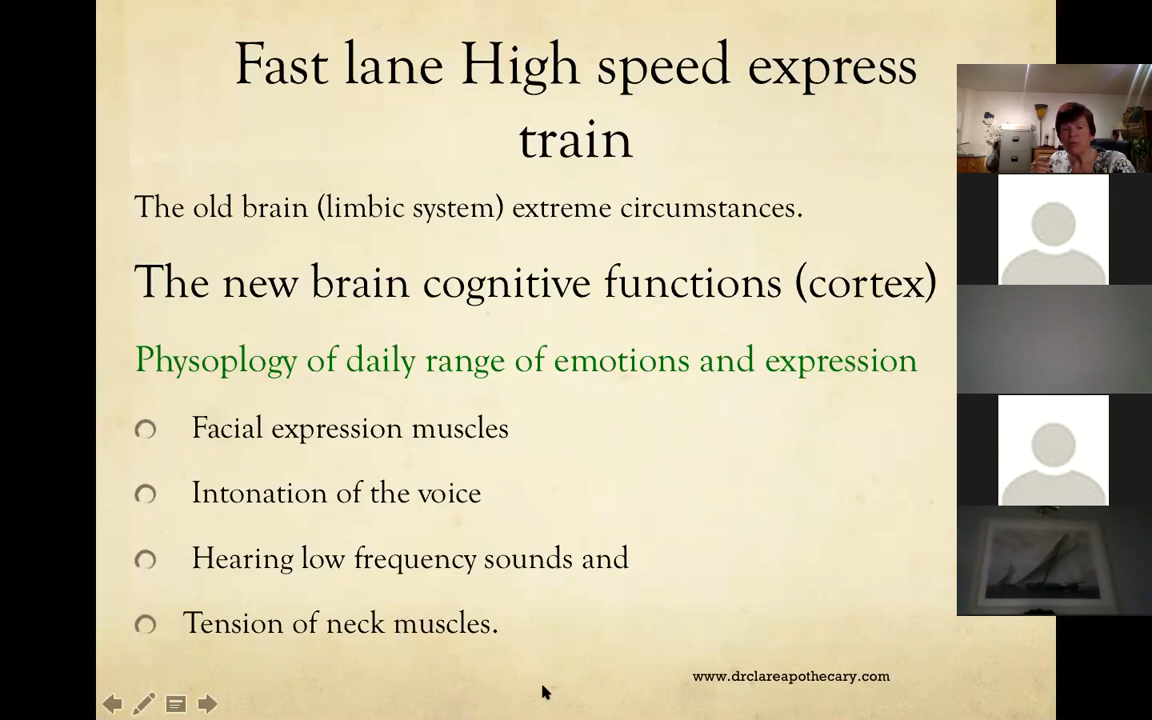 Fast lane High speed express
train
The old brain (limbic system) extreme circumstances.
The new brain cognitive functions (cortex)
Physoplogy of daily range of emotions and expression
Facial expression muscles
Intonation of the voice
Hearing low frequency sounds and
Tension of neck muscles.
www.drclareapothecary.com